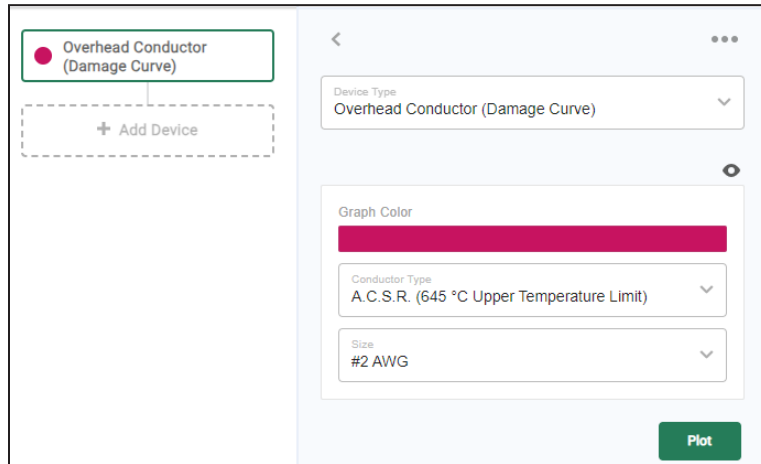 Overhead Conductor
(Damage Curve)
+ Add Device
Device Type
Overhead Conductor (Damage Curve)
Graph Color
Conductor Type
A.C.S.R. (645 °C Upper Temperature Limit)
Size
#2 AWG
Plot